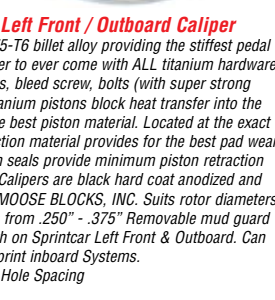 Left Front / Outboard Caliper
5-T6 billet alloy providing the stiffest pedal
er to ever come with ALL titanium hardware
s, bleed screw, bolts (with super strong
anium pistons block heat transfer into the
e best piston material. Located at the exact
ction material provides for the best pad wear
n seals provide minimum piston retraction
Calipers are black hard coat anodized and
MOOSE BLOCKS, INC. Suits rotor diameters
from .250" - .375" Removable mud guard
h on Sprintcar Left Front & Outboard. Can
print inboard Systems.
Hole Spacing